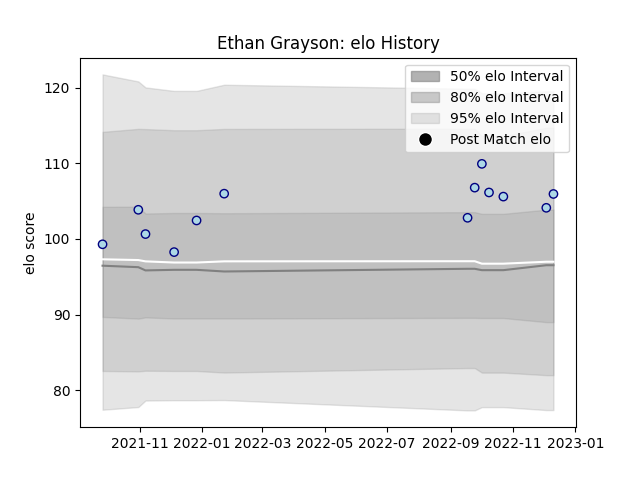 Ethan Grayson: elo History
50% elo Interval
80% elo Interval
95% elo Interval
Post Match elo
elo score
120
110
100
90
80
2021-11 2022-01 2022-03 2022-05 2022-07 2022-09 2022-11 2023-01